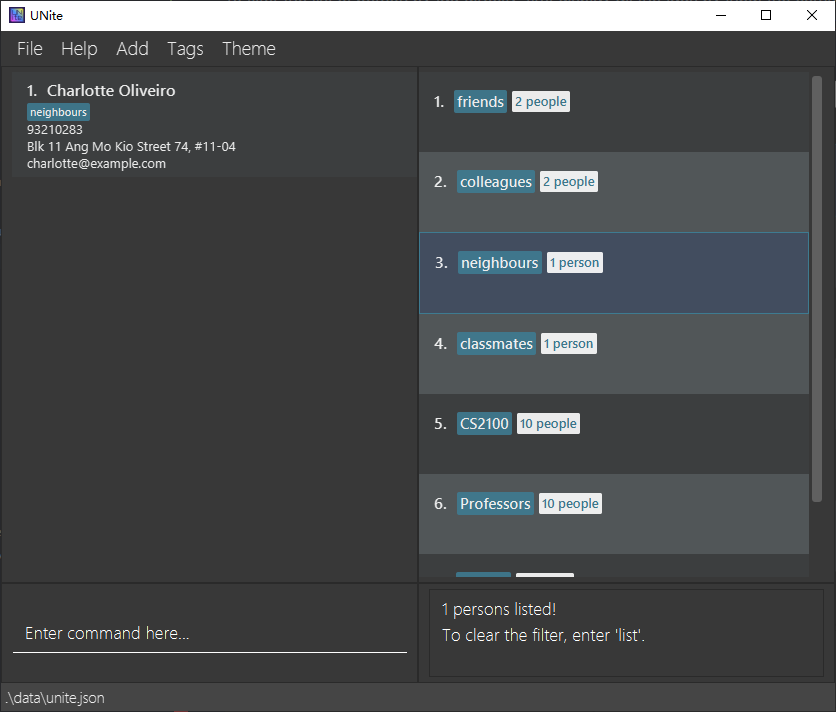 UNite
File Help Add Tags Theme
1. Charlotte Oliveiro
neighbours
93210283
Blk 11 Ang Mo Kio Street 74, #11-04
charlotte@example.com
1. friends 2 people
2. colleagues 2 people
3. neighbours 1 person
4. classmates 1 person
5. CS2100 10 people
6. Professors 10 people
Enter command here...
1 persons listed!
To clear the filter, enter 'list'.
.\data\unite.json